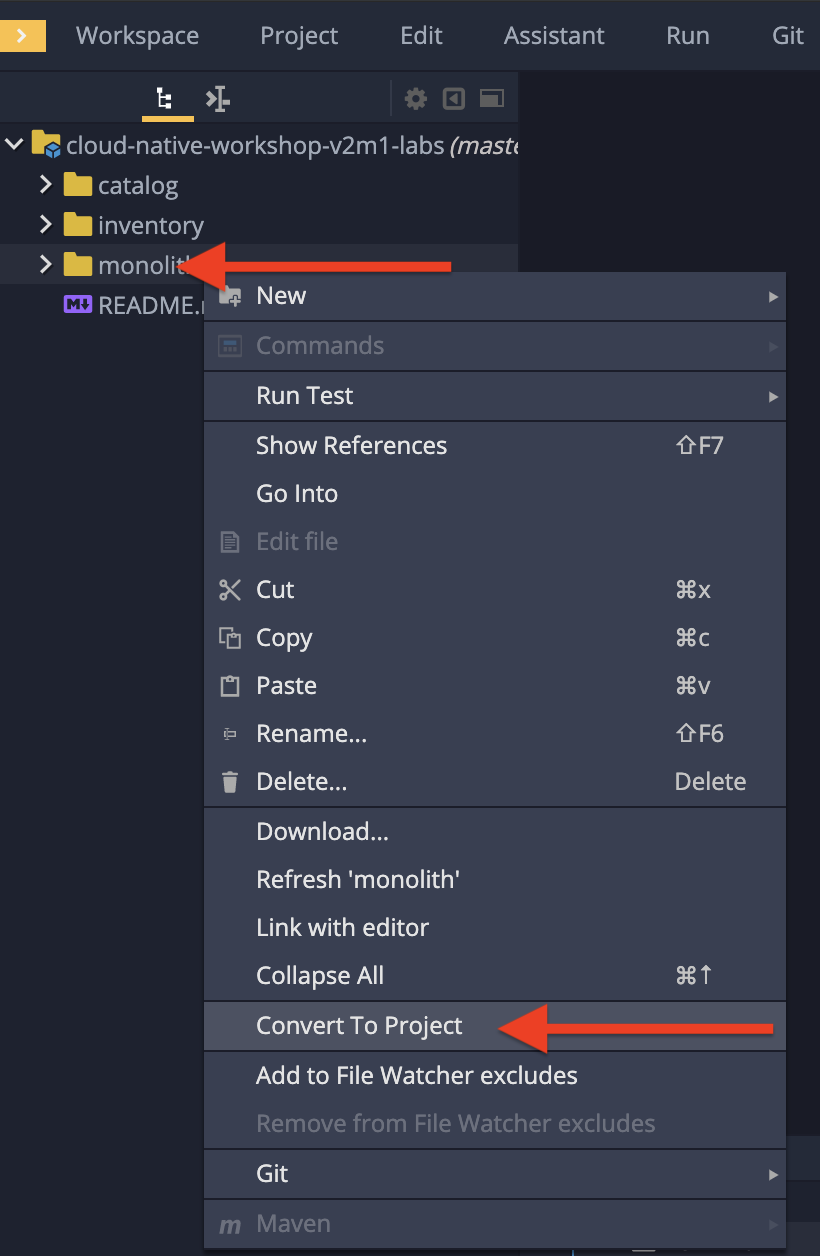 Workspace Project Edit Assistant Run Git
cloud-native-workshop-v2m1-labs (maste
catalog
inventory
monolith
README.
New
Commands
Run Test
Show References ⇧F7
Go Into
Edit file
Cut ⌘x
Copy ⌘c
Paste ⌘v
Rename... ⇧F6
Delete... Delete
Download...
Refresh 'monolith'
Link with editor
Collapse All ⌘↑
Convert To Project
Add to File Watcher excludes
Remove from File Watcher excludes
Git
m Maven